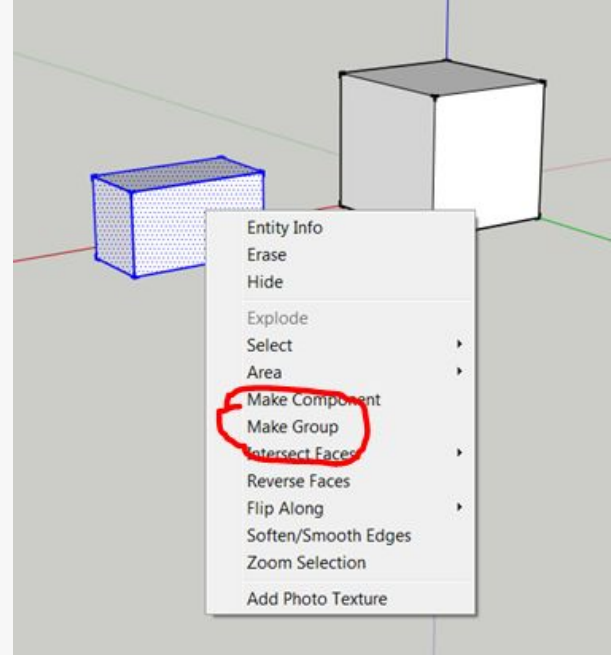 Entity Info
Erase
Hide
Explode
Select
Area
Make Component
Make Group
Intersect Faces
Reverse Faces
Flip Along
Soften/Smooth Edges
Zoom Selection
Add Photo Texture